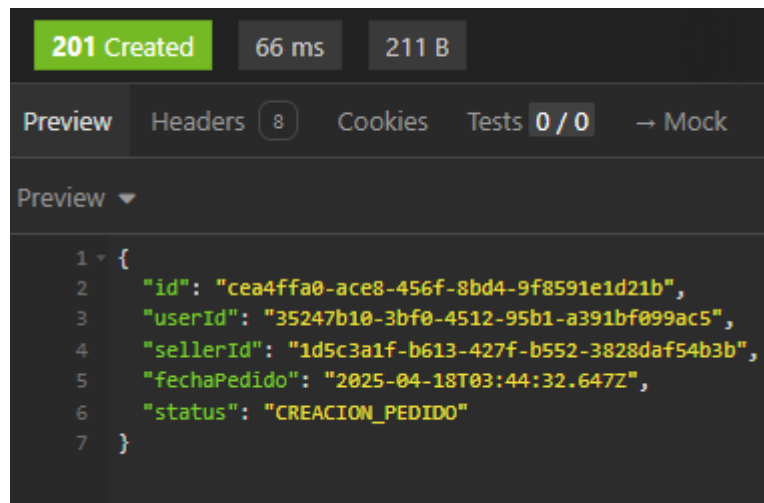 201 Created 66 ms 211 B
Preview Headers 8 Cookies Tests 0 / 0 → Mock
Preview
1 {
2 "id": "cea4ffa0-ace8-456f-8bd4-9f8591e1d21b",
3 "userId": "35247b10-3bf0-4512-95b1-a391bf099ac5",
4 "sellerId": "1d5c3a1f-b613-427f-b552-3828daf54b3b",
5 "fechaPedido": "2025-04-18T03:44:32.647Z",
6 "status": "CREACION_PEDIDO"
7 }